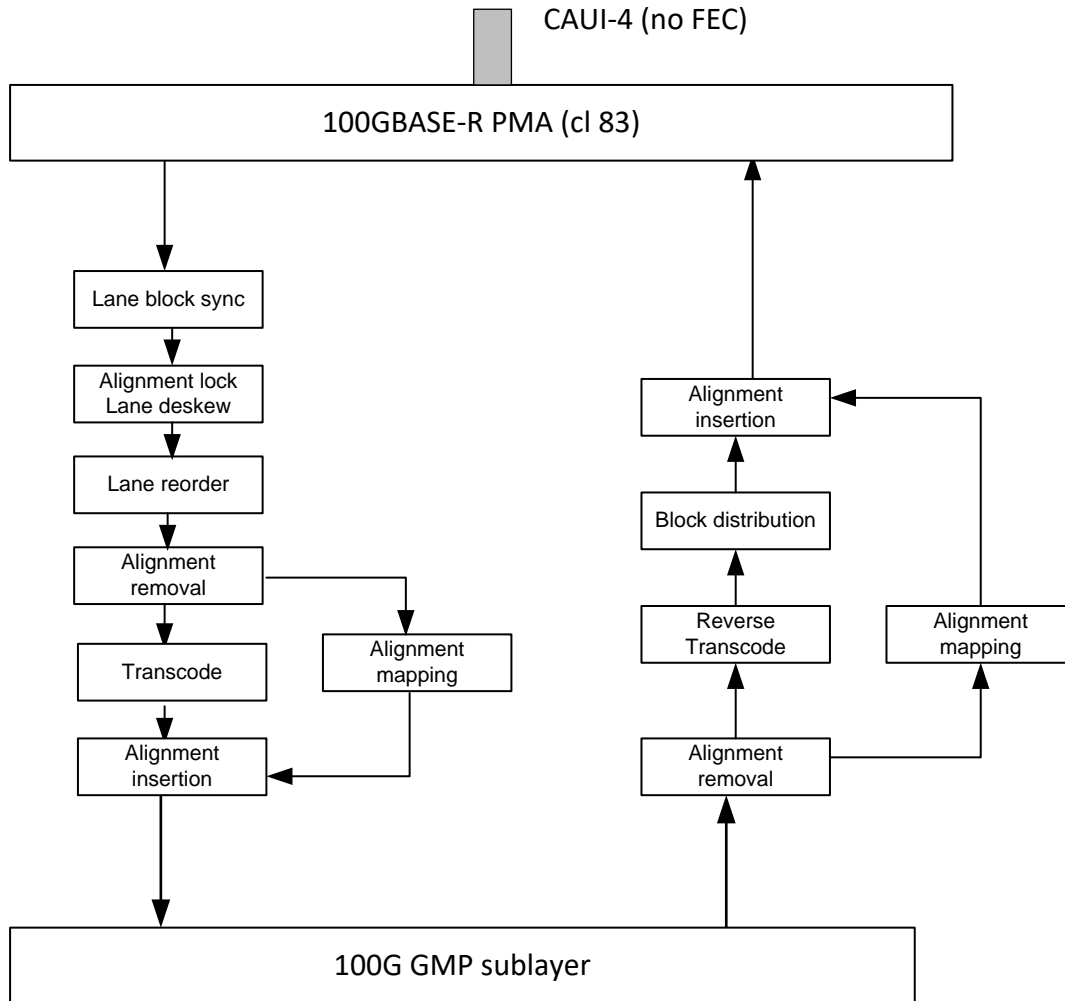 CAUI-4 (no FEC)
100GBASE-R PMA (cl 83)
Lane block sync
Alignment lock
Lane deskew
Lane reorder
Alignment
removal
Transcode
Alignment
mapping
Alignment
insertion
Alignment
insertion
Block distribution
Reverse
Transcode
Alignment
mapping
Alignment
removal
100G GMP sublayer